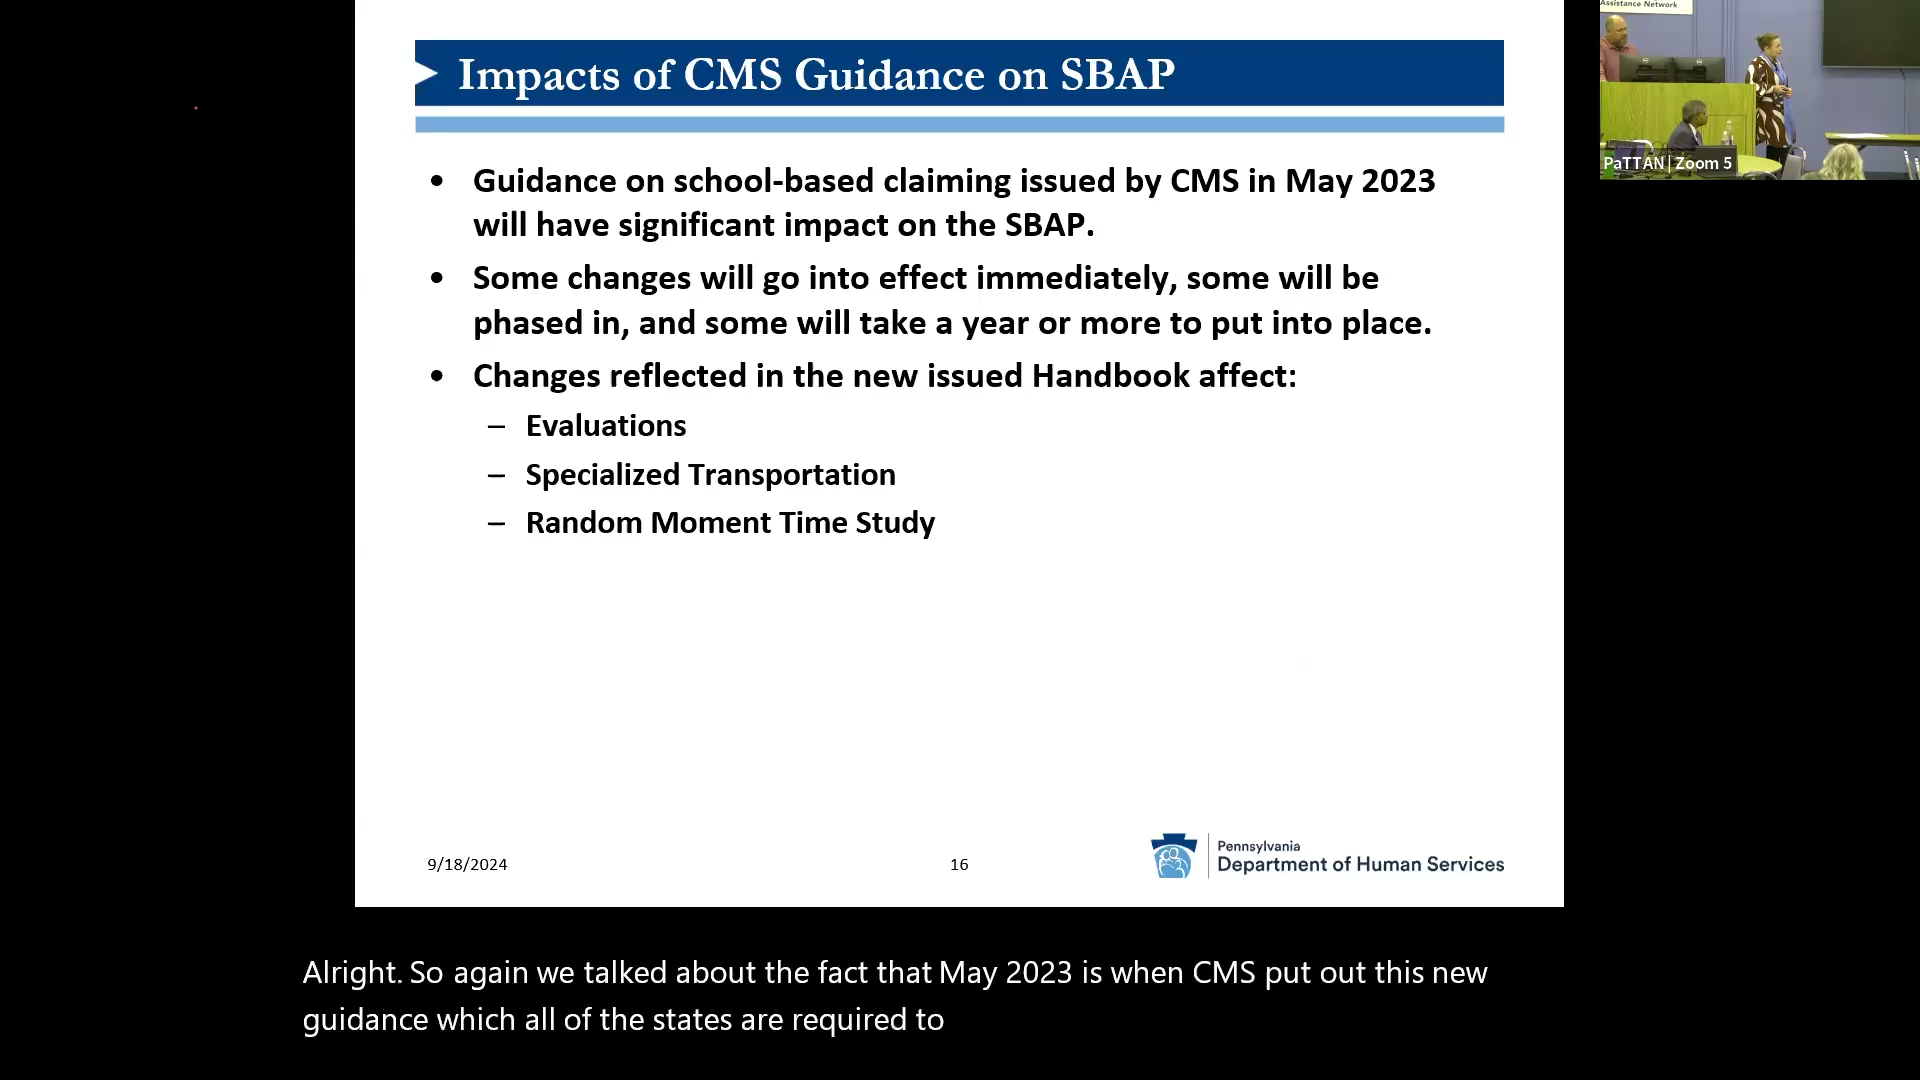 Assistance Network
Impacts of CMS Guidance on SBAP
• Guidance on school-based claiming issued by CMS in May 2023
will have significant impact on the SBAP.
• Some changes will go into effect immediately, some will be
phased in, and some will take a year or more to put into place.
• Changes reflected in the new issued Handbook affect:
– Evaluations
– Specialized Transportation
– Random Moment Time Study
PaTTAN | Zoom 5
9/18/2024
16
Pennsylvania
Department of Human Services
Alright. So again we talked about the fact that May 2023 is when CMS put out this new
guidance which all of the states are required to